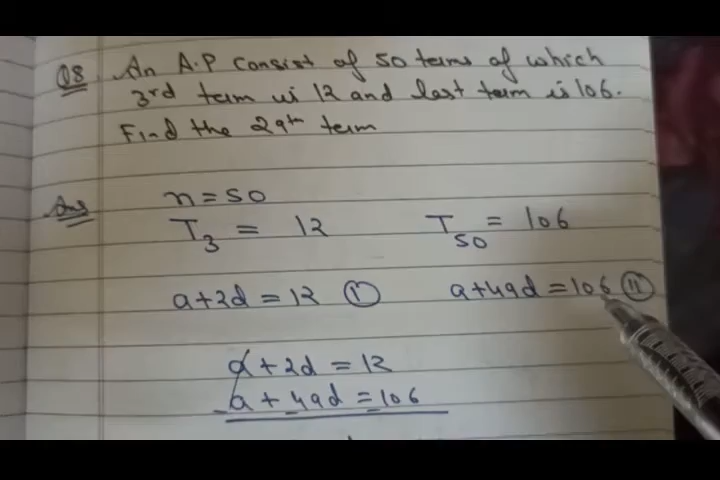 Q8. An A.P consist of 50 terms of which
3rd term is 12 and last term is 106.
Find the 29th term
Ans n = 50
T3 = 12 T50 = 106
a + 2d = 12 (i) a + 49d = 106 (ii)
a + 2d = 12
a + 49d = 106